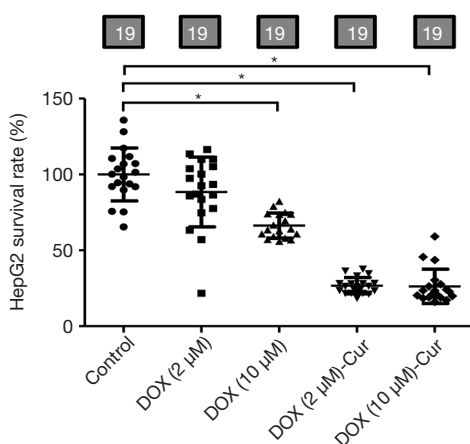 19 19 19 19 19
*
*
*
150
100
50
0
HepG2 survival rate (%)
Control
DOX (2 μM)
DOX (10 μM)
DOX (2 μM)-Cur
DOX (10 μM)-Cur